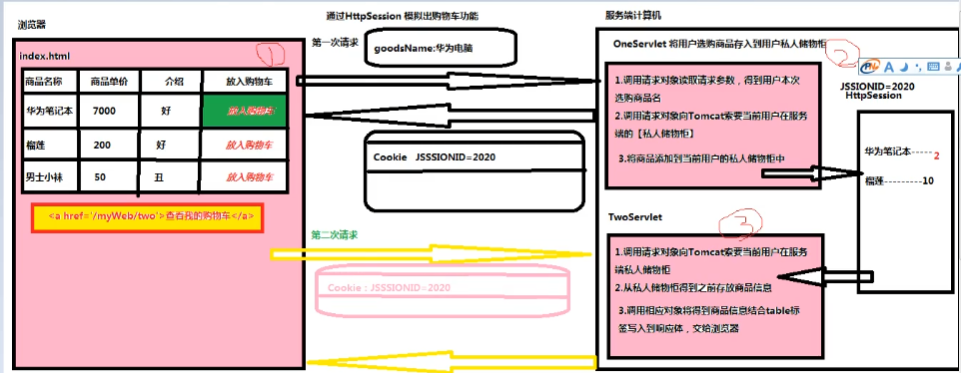 浏览器
通过HttpSession 模拟出购物车功能
服务端计算机
第一次请求
goodsName:华为电脑
index.html
1
商品名称 商品单价 介绍 放入购物车
华为笔记本 7000 好 放入购物车
榴莲 200 好 放入购物车
男士小林 50 丑 放入购物车
<a href='/myWeb/two'>查看我的购物车</a>
Cookie JSSSIONID=2020
第二次请求
Cookie : JSSSIONID=2020
OneServlet 将用户选购商品存入到用户私人储物柜
2
1.调用请求对象读取请求参数，得到用户本次
选购商品名
2.调用请求对象向Tomcat索要当前用户在服务
端的【私人储物柜】
3.将商品添加到当前用户的私人储物柜中
JSSIONID=2020
HttpSession
华为笔记本-----2
榴莲---------10
TwoServlet
3
1.调用请求对象向Tomcat索要当前用户在服务
端私人储物柜
2.从私人储物柜得到之前存放商品信息
3.调用相应对象将得到商品信息结合table标
签写入到响应体，交给浏览器